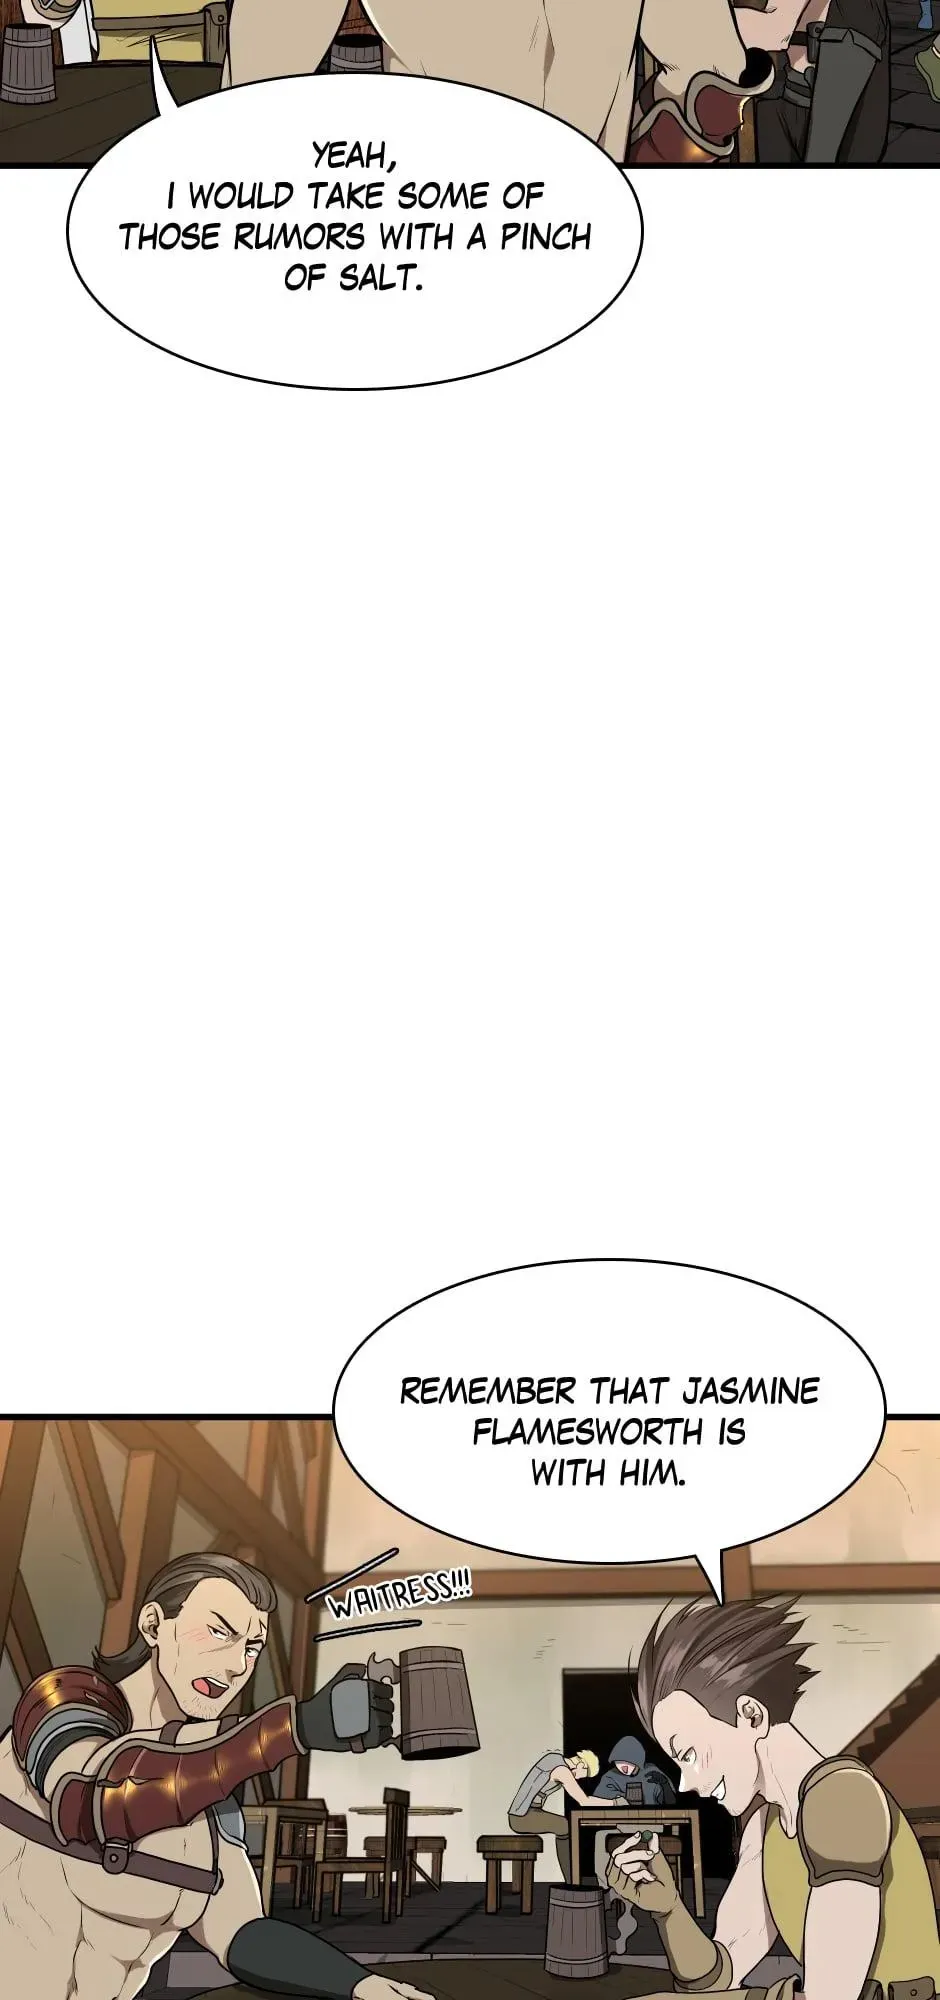 YEAH,
I WOULD TAKE SOME OF
THOSE RUMORS WITH A PINCH
OF SALT.
REMEMBER THAT JASMINE
FLAMESWORTH IS
WITH HIM.
WAITRESS!!!